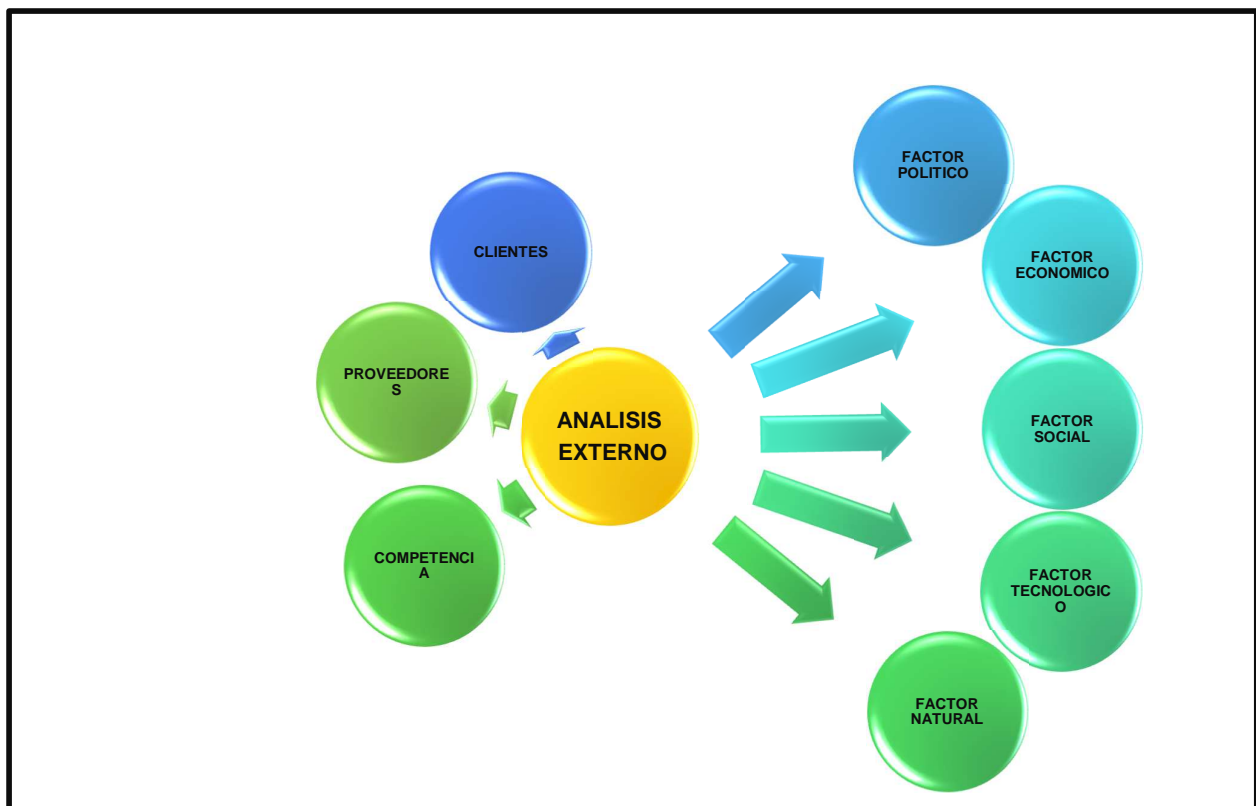 FACTOR
POLITICO
CLIENTES
FACTOR
ECONOMICO
PROVEEDORE
S
ANALISIS
EXTERNO
FACTOR
SOCIAL
COMPETENCI
A
FACTOR
TECNOLOGIC
O
FACTOR
NATURAL